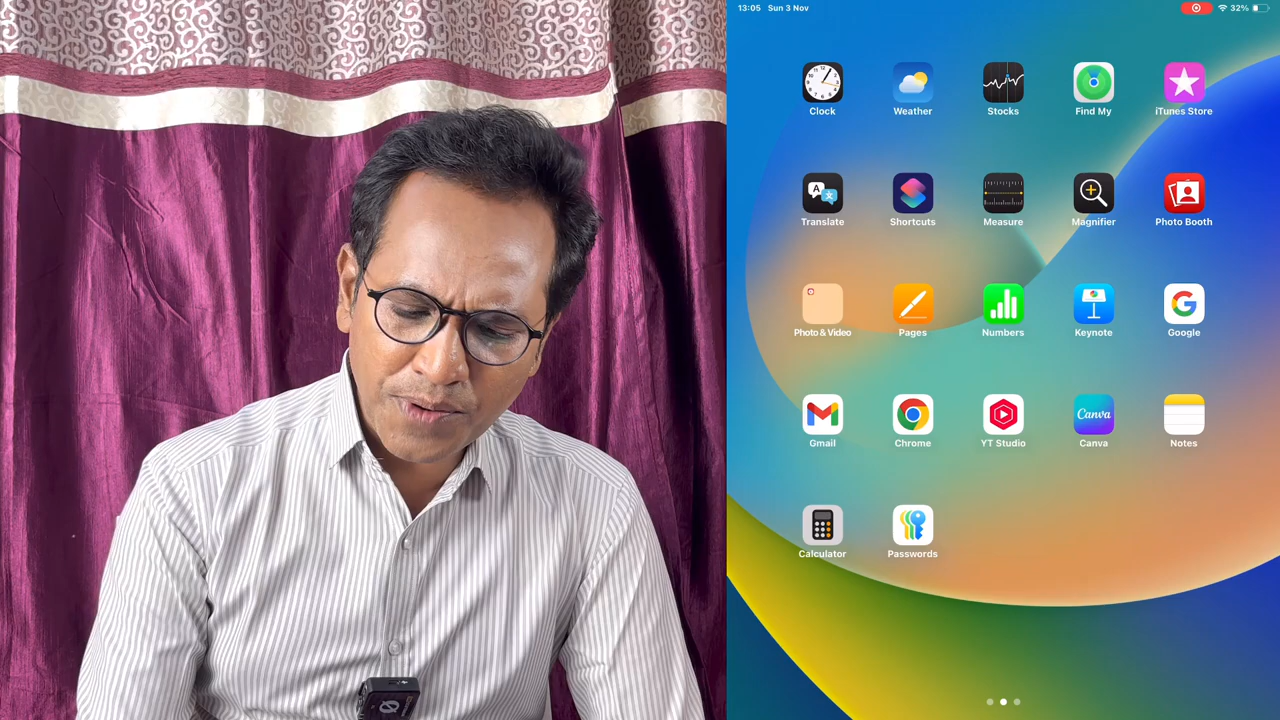 13:05 Sun 3 Nov 32%
Clock Weather Stocks Find My iTunes Store
Translate Shortcuts Measure Magnifier Photo Booth
Photo & Video Pages Numbers Keynote Google
Canva
Gmail Chrome YT Studio Canva Notes
Calculator Passwords